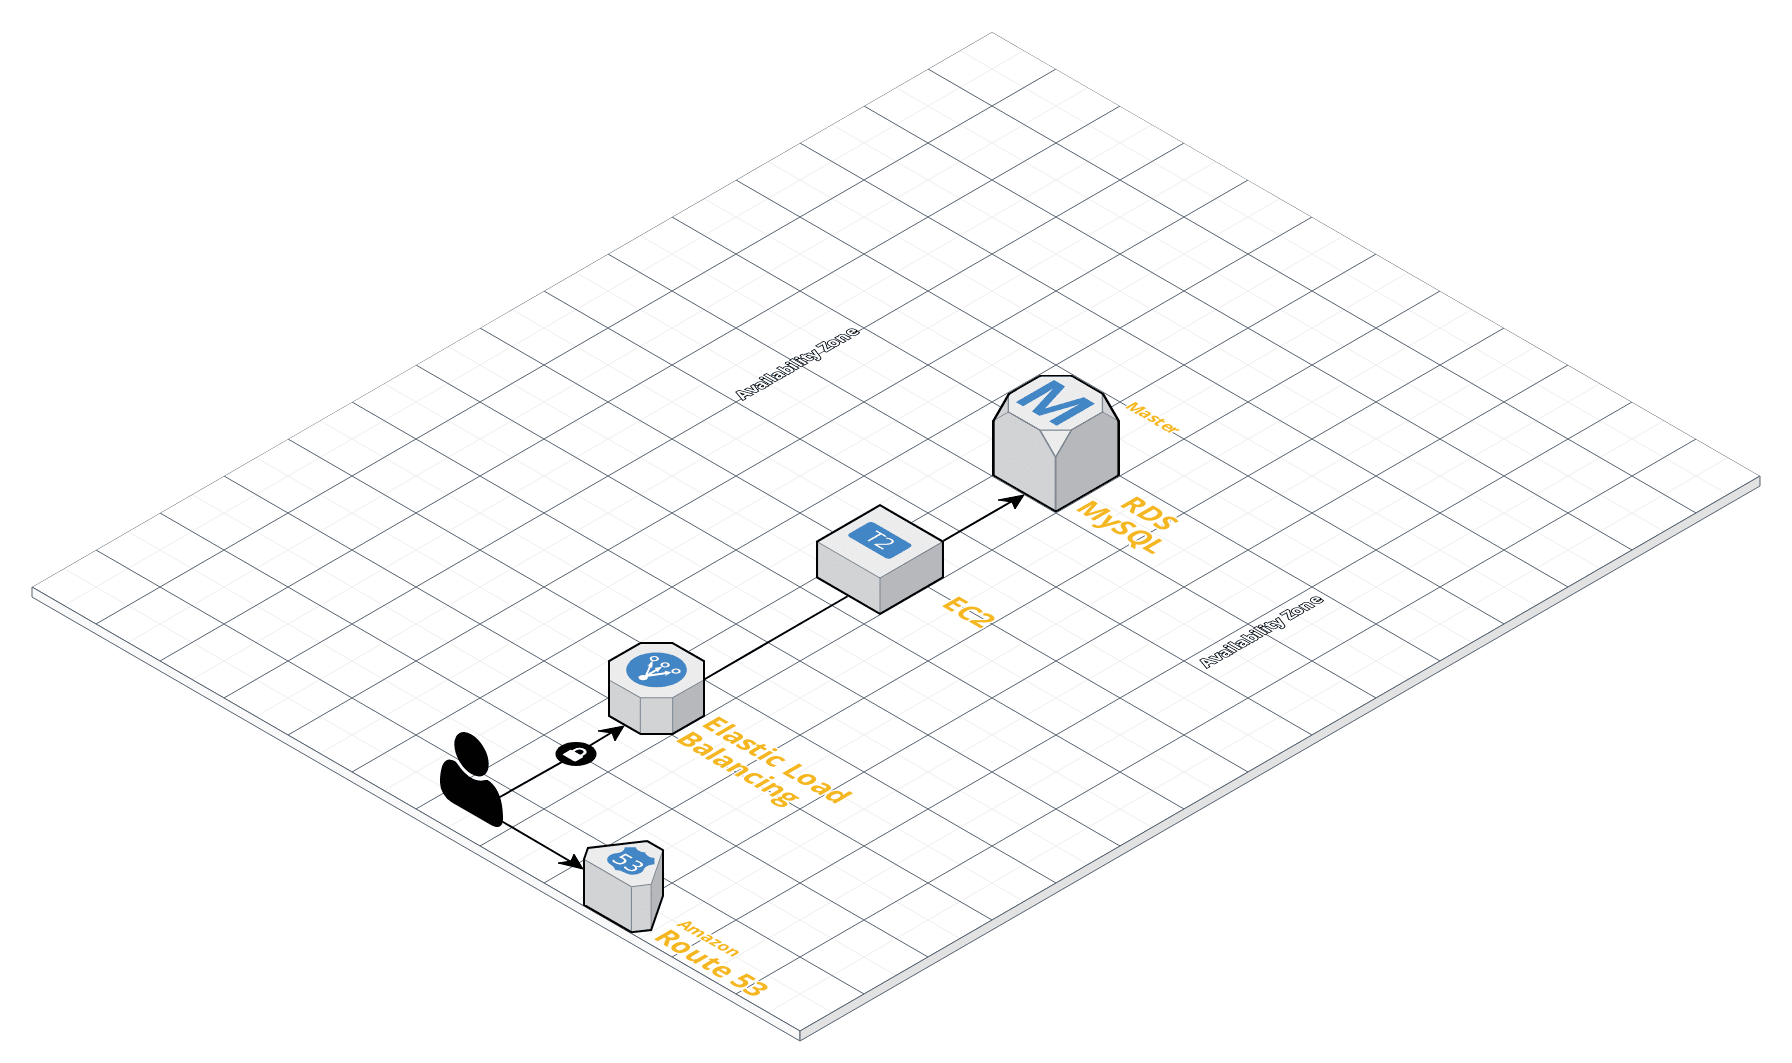 Availability Zone
M
Master
RDS
MySQL
T2
EC2
Availability Zone
Elastic Load
Balancing
53
Amazon
Route 53